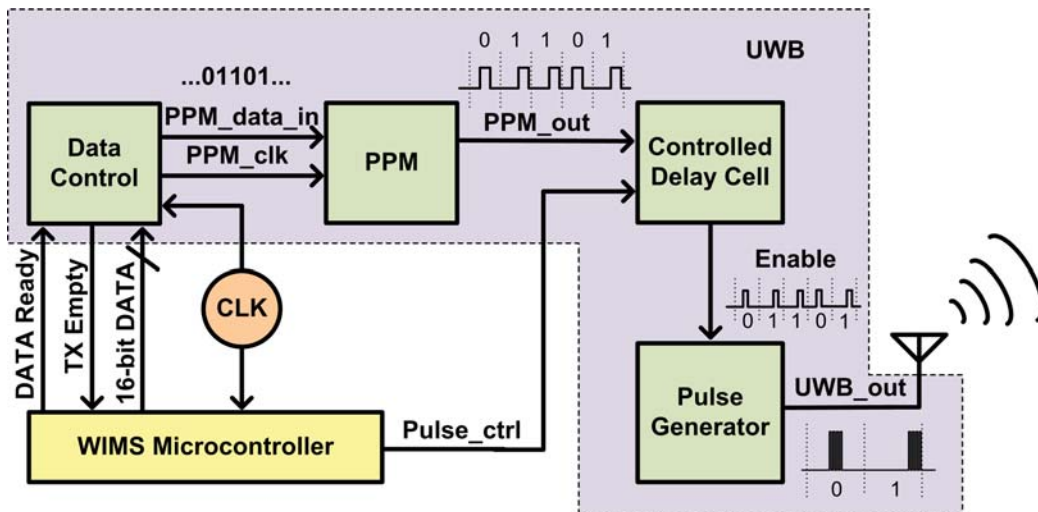 0 1 1 0 1
UWB
...01101...
PPM_data_in
PPM_clk
Data
Control
PPM
PPM_out
Controlled
Delay Cell
DATA Ready
TX Empty
16-bit DATA
CLK
Enable
0 1 1 0 1
WIMS Microcontroller
Pulse_ctrl
Pulse
Generator
UWB_out
0 1